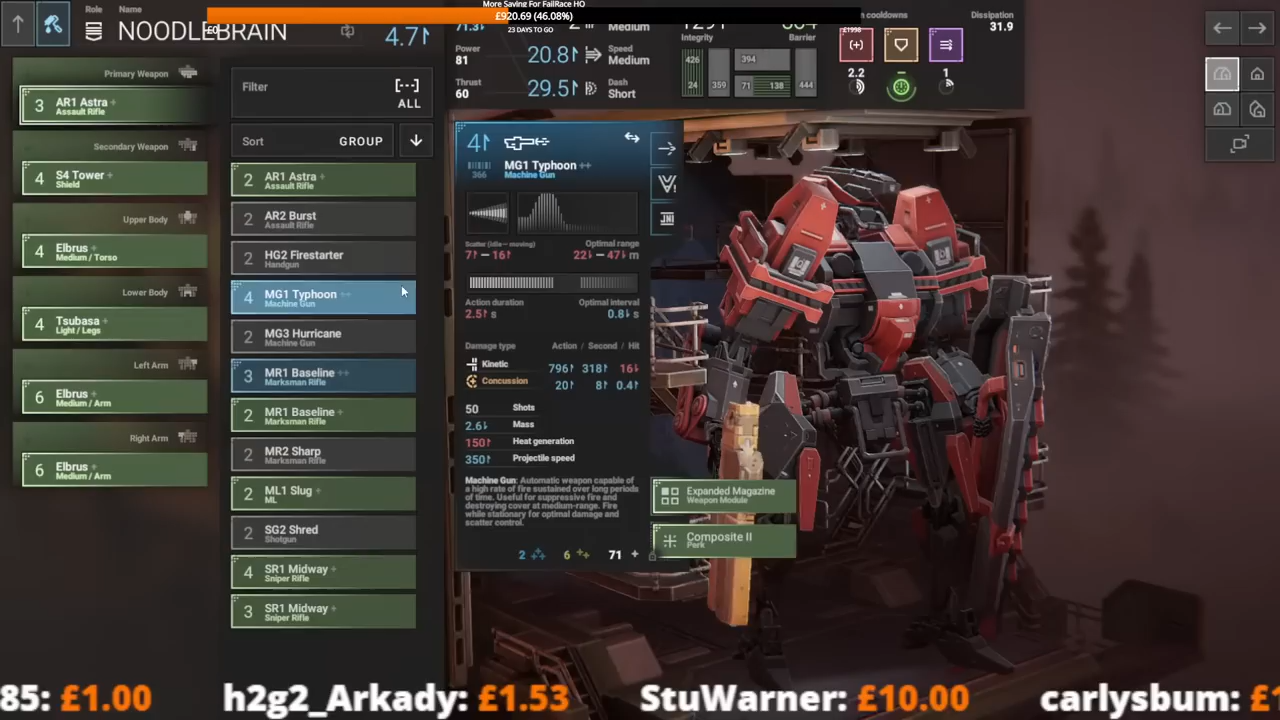 More Saving For FailRace HQ
£920.69 (46.08%)
23 DAYS TO GO
£0
Role
Name
NOODLEBRAIN
4.7
71.3
Medium
Power
81
20.8
Speed
Medium
Thrust
60
29.5
Dash
Short
Integrity
Barrier
426
24
359
394
71
138
444
cooldowns
£1998
2.2
1
Dissipation
31.9
Primary Weapon
3 AR1 Astra +
Assault Rifle
Secondary Weapon
4 S4 Tower +
Shield
Upper Body
4 Elbrus +
Medium / Torso
Lower Body
4 Tsubasa +
Light / Legs
Left Arm
6 Elbrus +
Medium / Arm
Right Arm
6 Elbrus +
Medium / Arm
Filter
[---]
ALL
Sort
GROUP
2 AR1 Astra +
Assault Rifle
2 AR2 Burst
Assault Rifle
2 HG2 Firestarter
Handgun
4 MG1 Typhoon ++
Machine Gun
2 MG3 Hurricane
Machine Gun
3 MR1 Baseline ++
Marksman Rifle
2 MR1 Baseline +
Marksman Rifle
2 MR2 Sharp
Marksman Rifle
2 ML1 Slug +
ML
2 SG2 Shred
Shotgun
4 SR1 Midway +
Sniper Rifle
3 SR1 Midway +
Sniper Rifle
4
366
MG1 Typhoon ++
Machine Gun
Scatter (idle – moving)
Optimal range
7 – 16
22 – 47 m
Action duration
Optimal interval
2.5 s
0.8 s
Damage type
Action / Second / Hit
Kinetic
796 318 16
Concussion
20 8 0.4
50 Shots
2.6 Mass
150 Heat generation
350 Projectile speed
Machine Gun: Automatic weapon capable of
a high rate of fire sustained over long periods
of time. Useful for suppressive fire and
destroying cover at medium-range. Fire
while stationary for optimal damage and
scatter control.
2 6 71 +
Expanded Magazine
Weapon Module
Composite II
Perk
85: £1.00 h2g2_Arkady: £1.53 StuWarner: £10.00 carlysbum: £